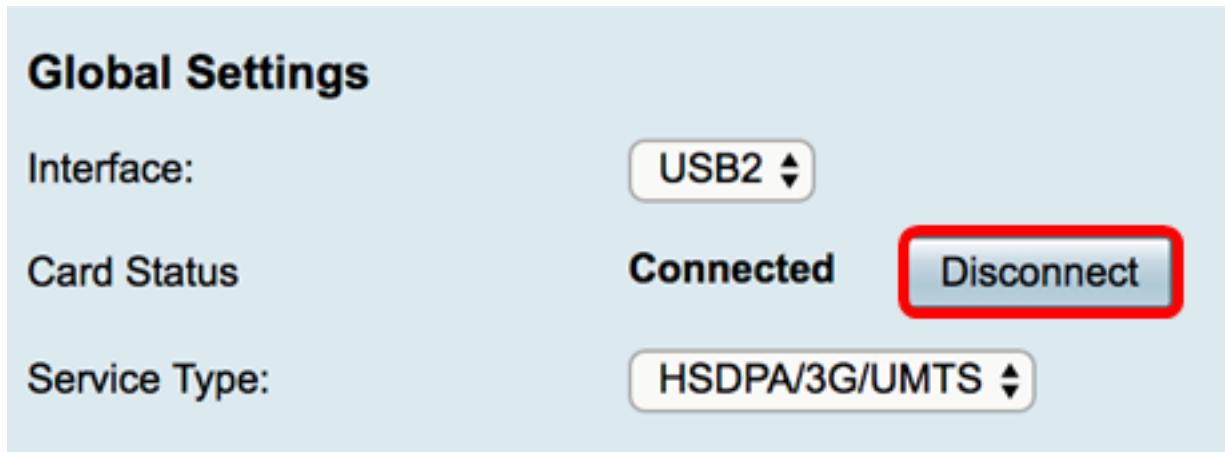 Global Settings
Interface: USB2
Card Status Connected Disconnect
Service Type: HSDPA/3G/UMTS